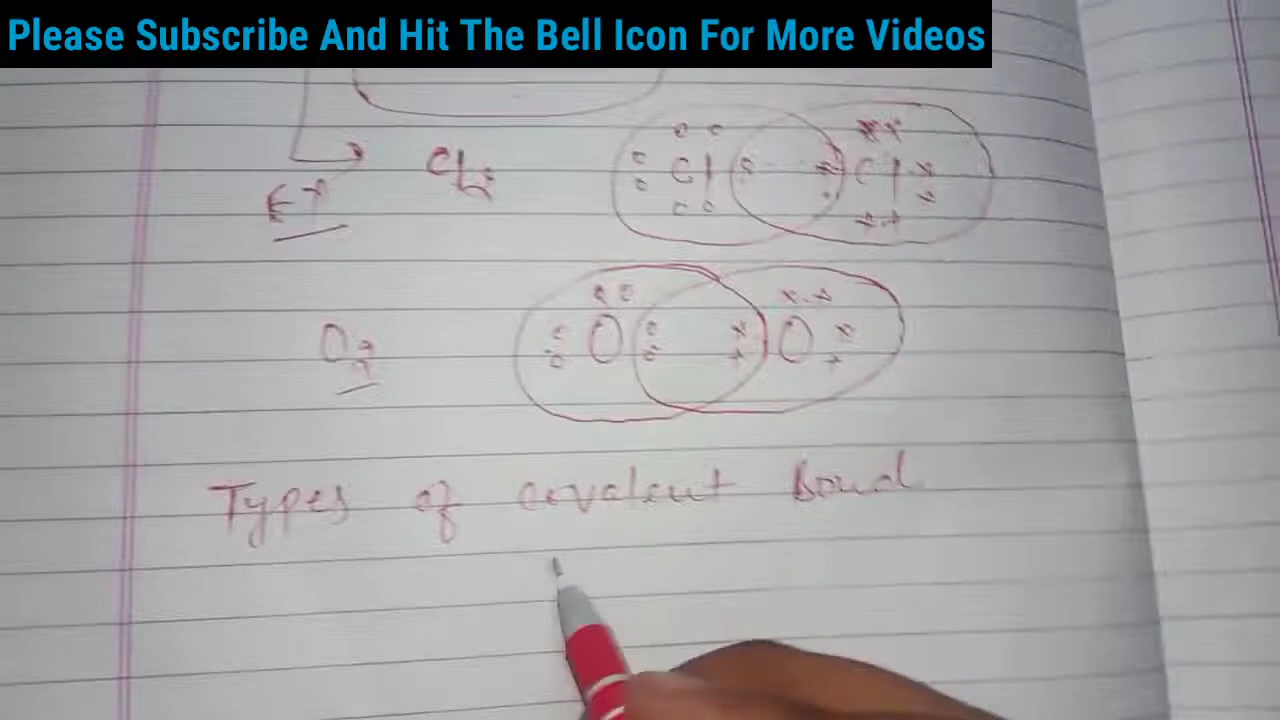 Please Subscribe And Hit The Bell Icon For More Videos
Cl₂ Cl Cl
Ex
O₂ O O
Types of covalent Bond